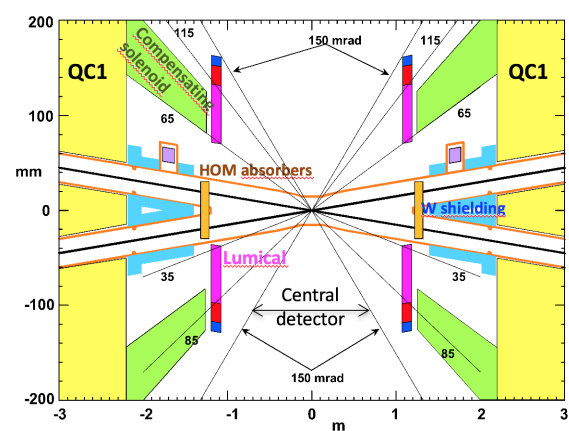 200
100
mm
0
-100
-200
115
150 mrad
115
QC1
Compensating
solenoid
QC1
65
65
HOM absorbers
W shielding
Lumical
35
35
Central
detector
85
85
150 mrad
-3
-2
-1
0
1
2
3
m